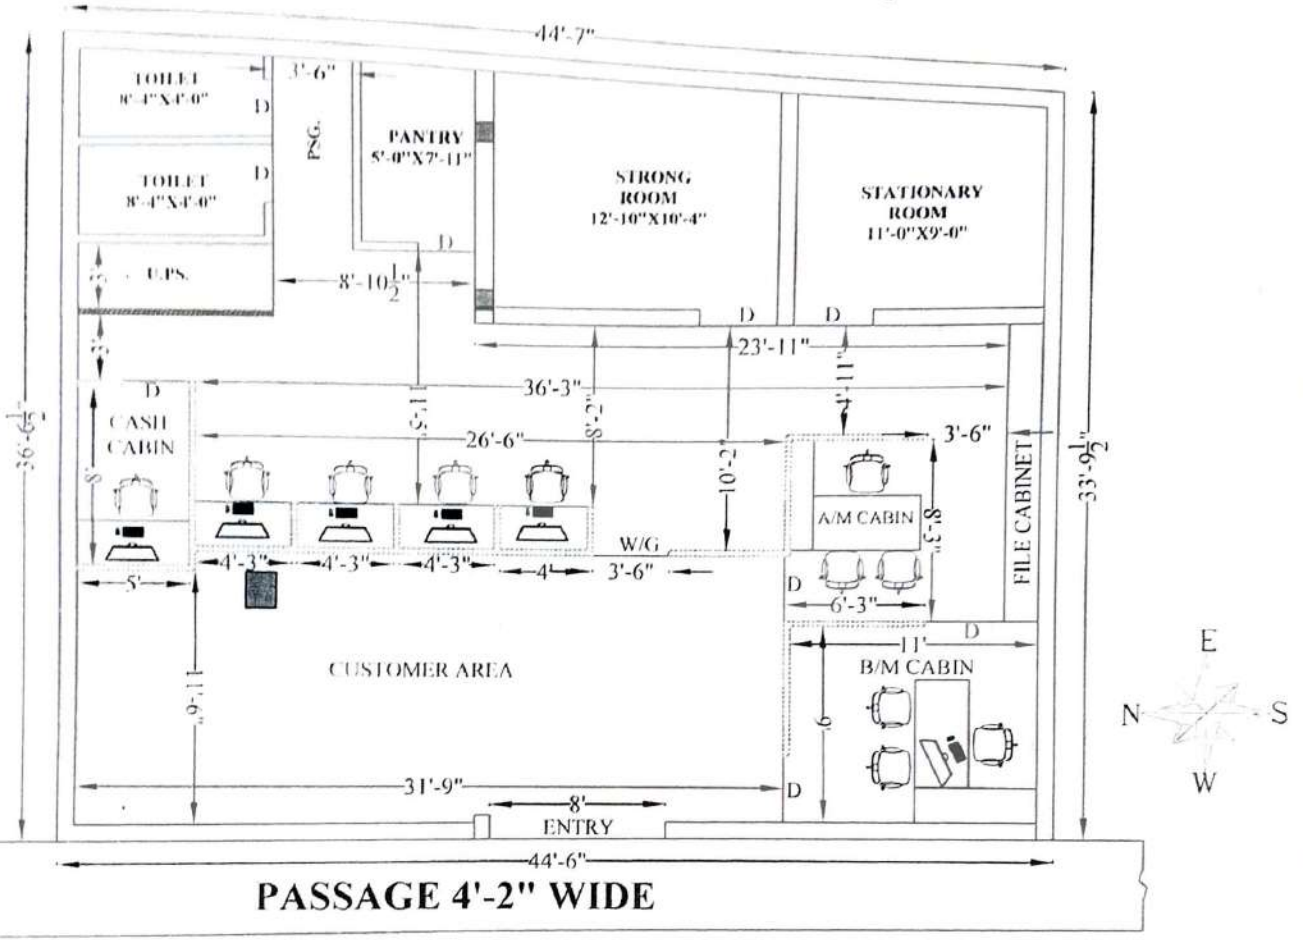 44'-7"
TOILET
8'-4"X4'-0"
D
3'-6"
PSG.
PANTRY
5'-0"X7'-11"
D
TOILET
8'-4"X4'-0"
D
STRONG
ROOM
12'-10"X10'-4"
STATIONARY
ROOM
11'-0"X9'-0"
3'
U.PS.
8'-10 1/2"
D
D
3'
23'-11"
4'-11"
36'-3"
D
CASH
CABIN
8'
26'-6"
8'-2"
10'-2"
3'-6"
FILE CABINET
36'-6 1/2"
33'-9 1/2"
A/M CABIN
8'-3"
W/G
5'
4'-3"
4'-3"
4'-3"
4'
3'-6"
D
6'-3"
D
11'
B/M CABIN
CUSTOMER AREA
9'
E
N
S
W
31'-9"
D
8'
ENTRY
44'-6"
PASSAGE 4'-2" WIDE